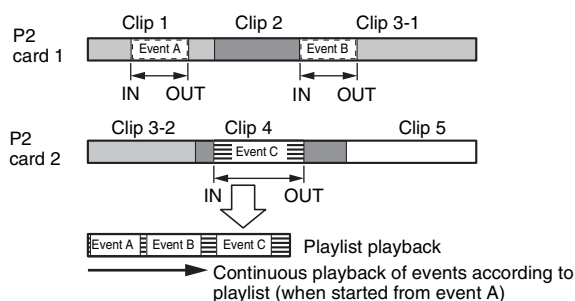 Clip 1 Clip 2 Clip 3-1
P2
card 1
Event A Event B
IN OUT IN OUT
P2
card 2
Clip 3-2 Clip 4 Clip 5
Event C
IN OUT
Event A Event B Event C Playlist playback
Continuous playback of events according to
playlist (when started from event A)